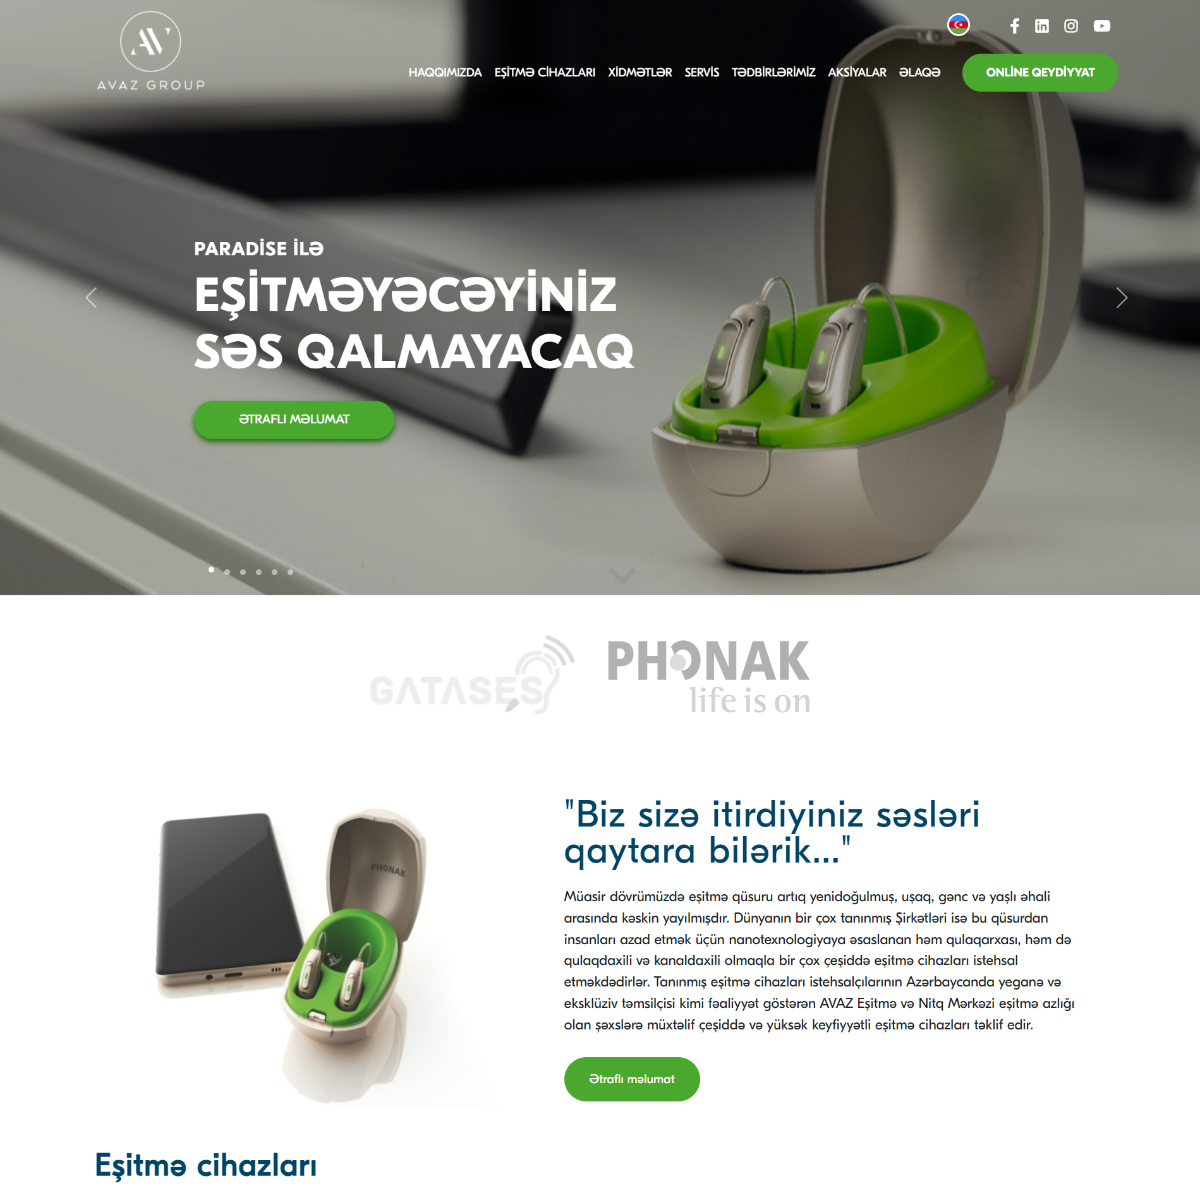 AVAZ GROUP
HAQQIMIZDA EŞİTMƏ CİHAZLARI XİDMƏTLƏR SERVİS TƏDBİRLƏRİMİZ AKSİYALAR ƏLAQƏ ONLİNE QEYDİYYAT
PARADİSE İLƏ
EŞİTMƏYƏCƏYİNİZ
SƏS QALMAYACAQ
ƏTRAFLI MƏLUMAT
GATASES
PHONAK
life is on
PHONAK
"Biz sizə itirdiyiniz səsləri
qaytara bilərik..."
Müasir dövrümüzdə eşitmə qüsuru artıq yenidoğulmuş, uşaq, gənc və yaşlı əhali
arasında kəskin yayılmışdır. Dünyanın bir çox tanınmış Şirkətləri isə bu qüsurdan
insanları azad etmək üçün nanotexnologiyaya əsaslanan həm qulaqarxası, həm də
qulaqdaxili və kanaldaxili olmaqla bir çox çeşiddə eşitmə cihazları istehsal
etməkdədirlər. Tanınmış eşitmə cihazları istehsalçılarının Azərbaycanda yeganə və
eksklüziv təmsilçisi kimi fəaliyyət göstərən AVAZ Eşitmə və Nitq Mərkəzi eşitmə azlığı
olan şəxslərə müxtəlif çeşiddə və yüksək keyfiyyətli eşitmə cihazları təklif edir.
Ətraflı məlumat
Eşitmə cihazları